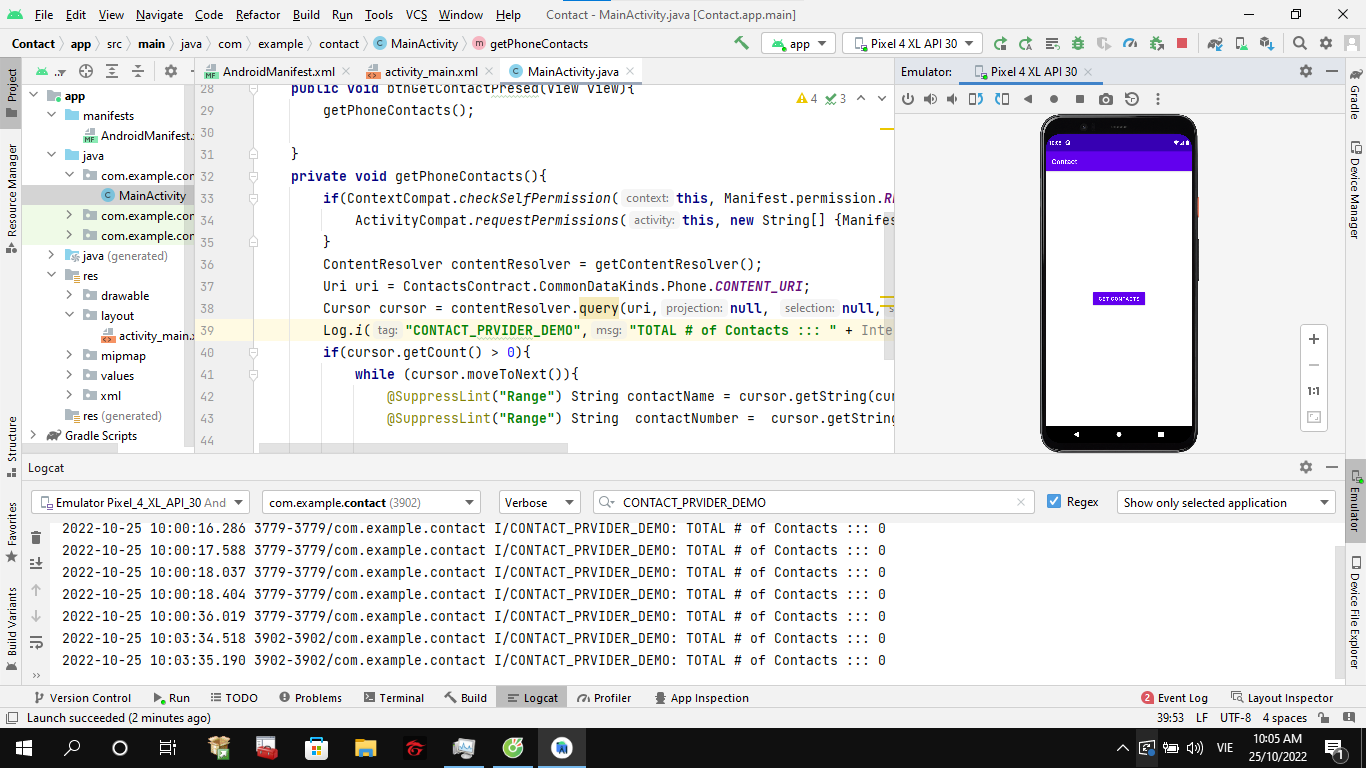 File Edit View Navigate Code Refactor Build Run Tools VCS Window Help Contact - MainActivity.java [Contact.app.main]
Contact app src main java com example contact MainActivity getPhoneContacts app Pixel 4 XL API 30
Project
Resource Manager
Structure
Favorites
Build Variants
app
manifests
AndroidManifest.
java
com.example.con
MainActivity
com.example.con
com.example.con
java (generated)
res
drawable
layout
activity_main.x
mipmap
values
xml
res (generated)
Gradle Scripts
AndroidManifest.xml activity_main.xml MainActivity.java
4 3
28 public void btnGetContactPresed(View view){
29 getPhoneContacts();
30
31 }
32 private void getPhoneContacts(){
33 if(ContextCompat.checkSelfPermission( context: this, Manifest.permission.RE
34 ActivityCompat.requestPermissions( activity: this, new String[] {Manifes
35 }
36 ContentResolver contentResolver = getContentResolver();
37 Uri uri = ContactsContract.CommonDataKinds.Phone.CONTENT_URI;
38 Cursor cursor = contentResolver.query(uri, projection: null, selection: null, s
39 Log.i( tag: "CONTACT_PRVIDER_DEMO", msg: "TOTAL # of Contacts ::: " + Inte
40 if(cursor.getCount() > 0){
41 while (cursor.moveToNext()){
42 @SuppressLint("Range") String contactName = cursor.getString(cur
43 @SuppressLint("Range") String contactNumber = cursor.getString
44
Emulator: Pixel 4 XL API 30
Contact
GET CONTACTS
1:1
Gradle
Device Manager
Emulator
Device File Explorer
Logcat
Emulator Pixel_4_XL_API_30 And com.example.contact (3902) Verbose CONTACT_PRVIDER_DEMO Regex Show only selected application
2022-10-25 10:00:16.286 3779-3779/com.example.contact I/CONTACT_PRVIDER_DEMO: TOTAL # of Contacts ::: 0
2022-10-25 10:00:17.588 3779-3779/com.example.contact I/CONTACT_PRVIDER_DEMO: TOTAL # of Contacts ::: 0
2022-10-25 10:00:18.037 3779-3779/com.example.contact I/CONTACT_PRVIDER_DEMO: TOTAL # of Contacts ::: 0
2022-10-25 10:00:18.404 3779-3779/com.example.contact I/CONTACT_PRVIDER_DEMO: TOTAL # of Contacts ::: 0
2022-10-25 10:00:36.019 3779-3779/com.example.contact I/CONTACT_PRVIDER_DEMO: TOTAL # of Contacts ::: 0
2022-10-25 10:03:34.518 3902-3902/com.example.contact I/CONTACT_PRVIDER_DEMO: TOTAL # of Contacts ::: 0
2022-10-25 10:03:35.190 3902-3902/com.example.contact I/CONTACT_PRVIDER_DEMO: TOTAL # of Contacts ::: 0
Version Control Run TODO Problems Terminal Build Logcat Profiler App Inspection 2 Event Log Layout Inspector
Launch succeeded (2 minutes ago) 39:53 LF UTF-8 4 spaces
VIE 10:05 AM
25/10/2022 1